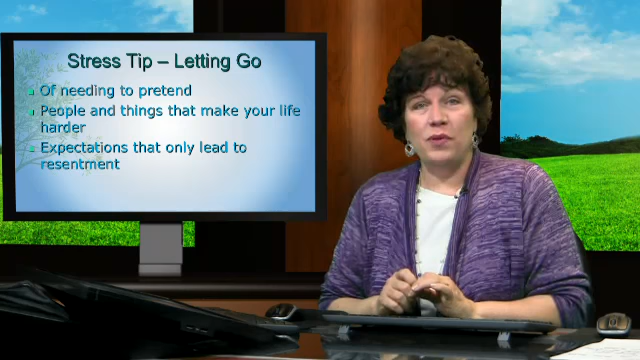 Stress Tip – Letting Go
Of needing to pretend
People and things that make your life
harder
Expectations that only lead to
resentment